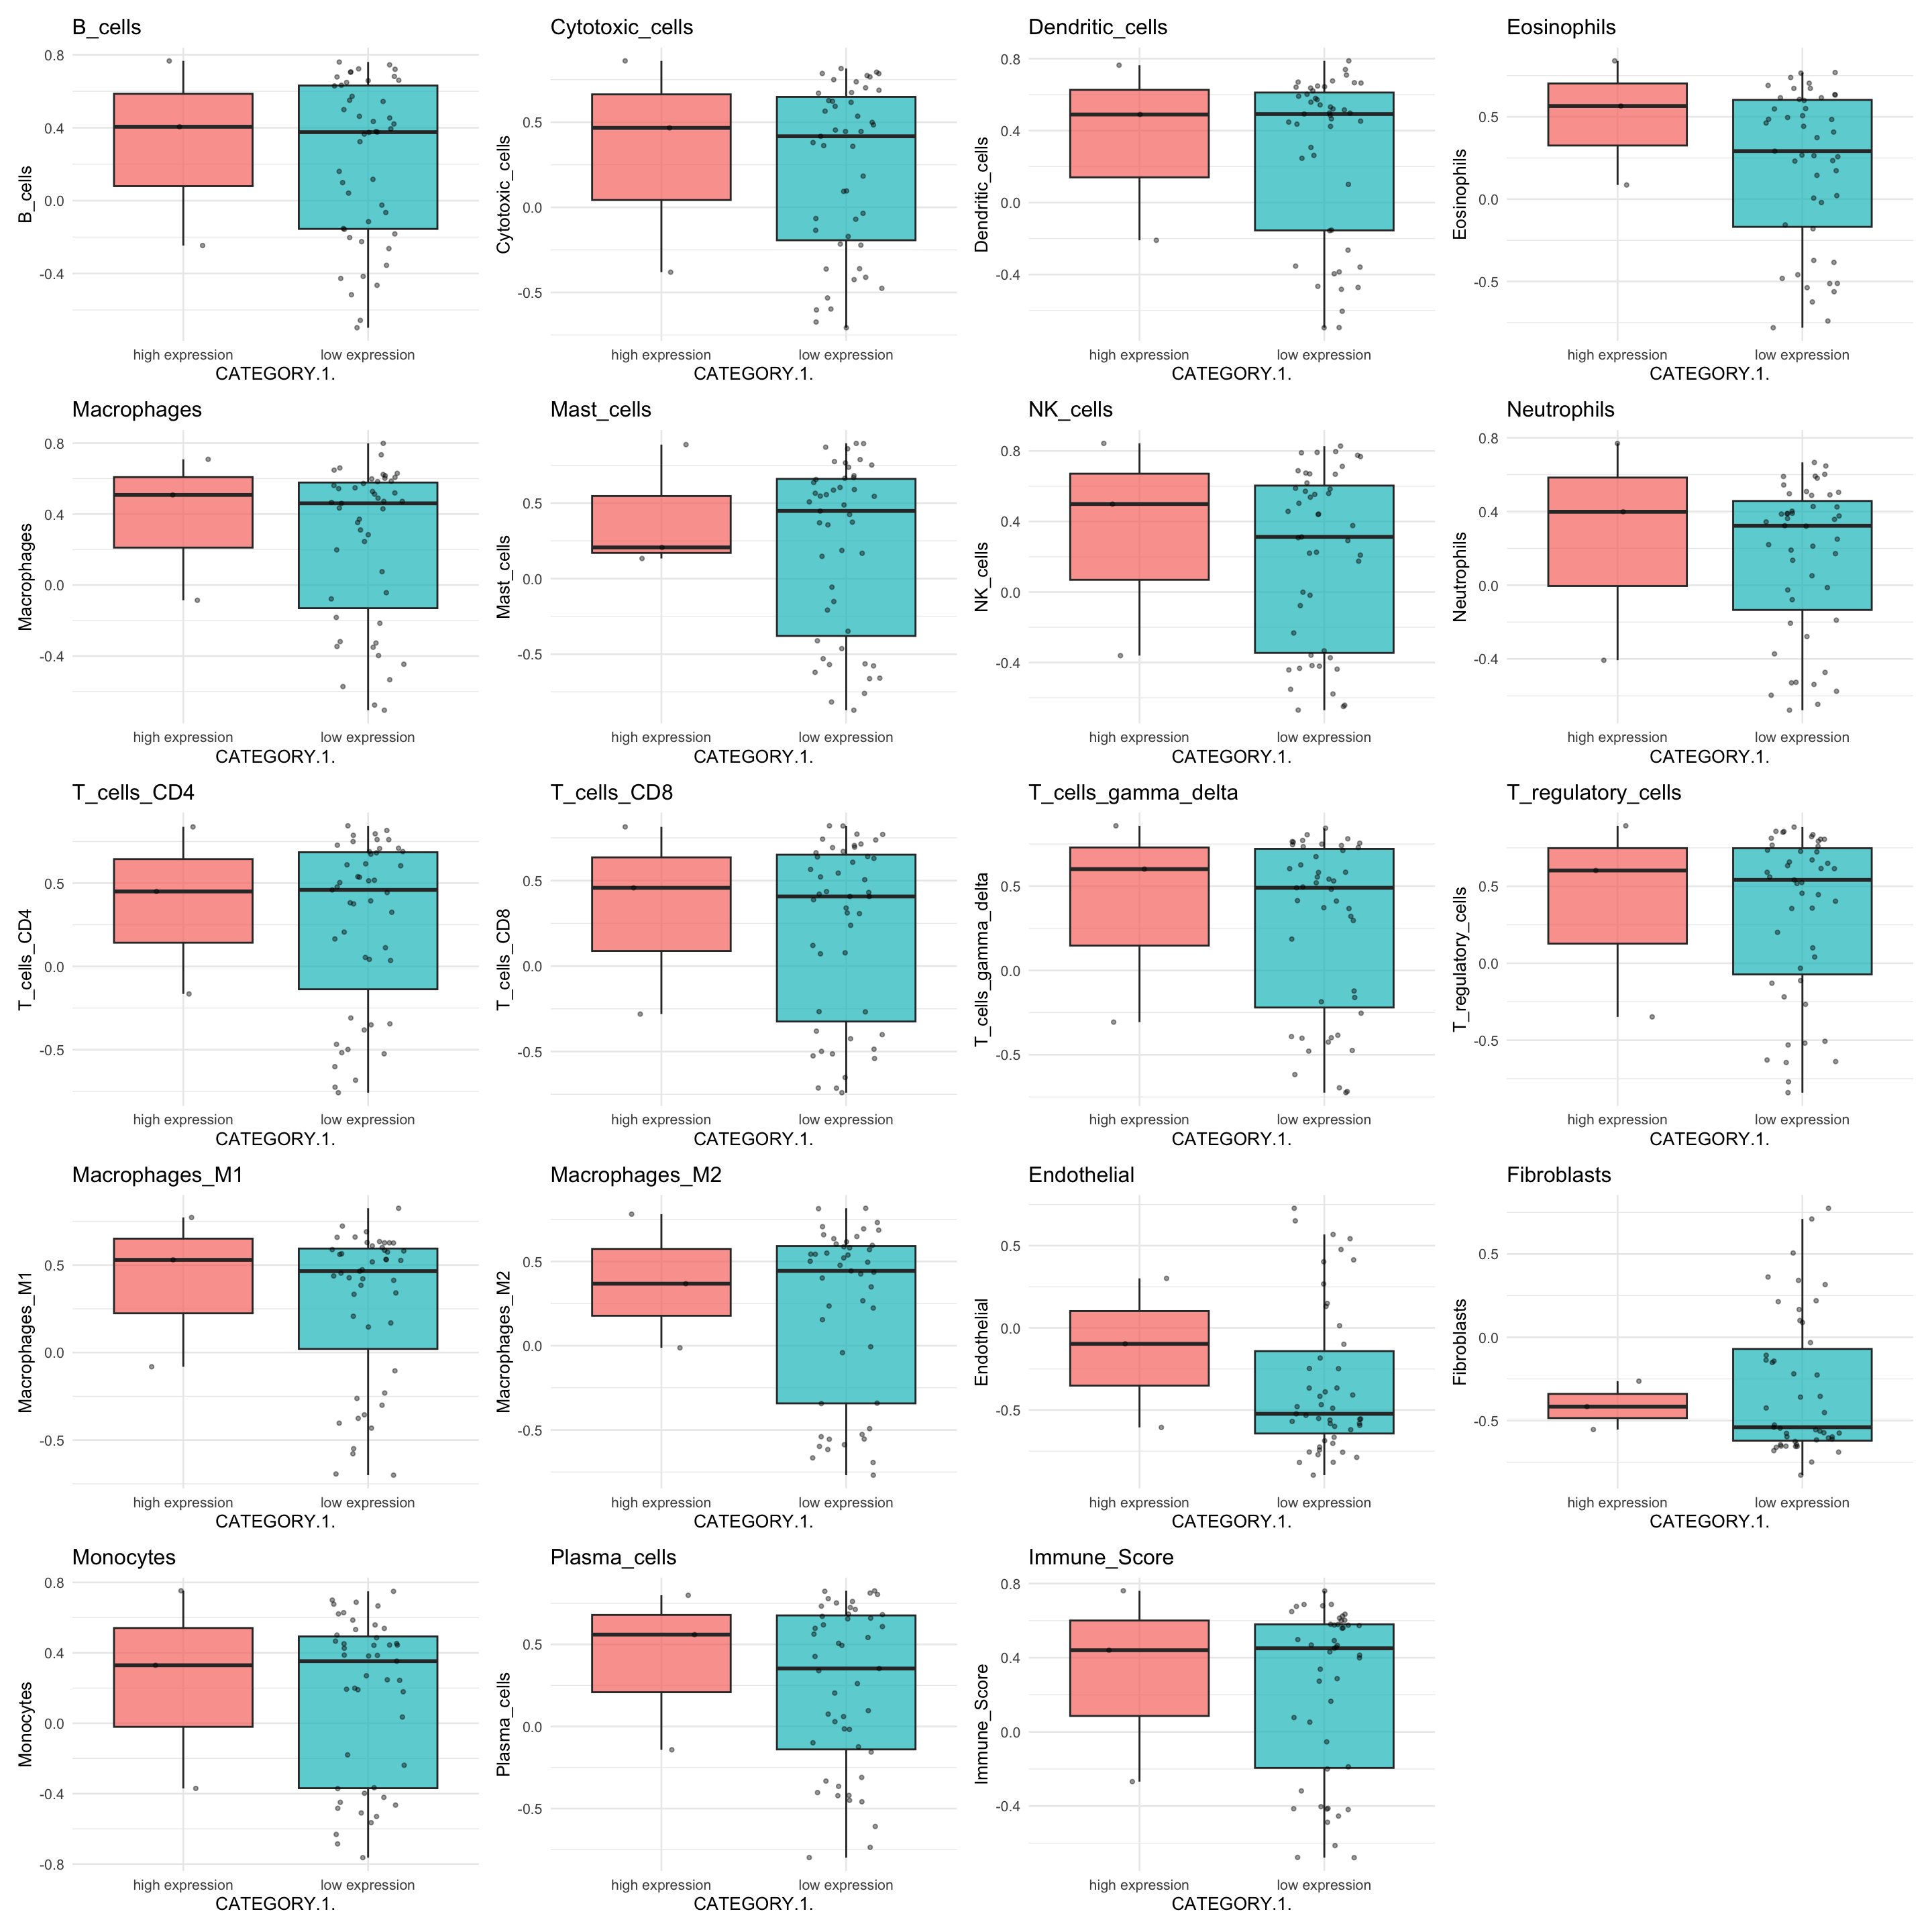 B_cells
0.8
0.4
0.0
-0.4
B_cells
high expression
low expression
CATEGORY.1.
Cytotoxic_cells
0.5
0.0
-0.5
Cytotoxic_cells
high expression
low expression
CATEGORY.1.
Dendritic_cells
0.8
0.4
0.0
-0.4
Dendritic_cells
high expression
low expression
CATEGORY.1.
Eosinophils
0.5
0.0
-0.5
Eosinophils
high expression
low expression
CATEGORY.1.
Macrophages
0.8
0.4
0.0
-0.4
Macrophages
high expression
low expression
CATEGORY.1.
Mast_cells
0.5
0.0
-0.5
Mast_cells
high expression
low expression
CATEGORY.1.
NK_cells
0.8
0.4
0.0
-0.4
NK_cells
high expression
low expression
CATEGORY.1.
Neutrophils
0.8
0.4
0.0
-0.4
Neutrophils
high expression
low expression
CATEGORY.1.
T_cells_CD4
0.5
0.0
-0.5
T_cells_CD4
high expression
low expression
CATEGORY.1.
T_cells_CD8
0.5
0.0
-0.5
T_cells_CD8
high expression
low expression
CATEGORY.1.
T_cells_gamma_delta
0.5
0.0
-0.5
T_cells_gamma_delta
high expression
low expression
CATEGORY.1.
T_regulatory_cells
0.5
0.0
-0.5
T_regulatory_cells
high expression
low expression
CATEGORY.1.
Macrophages_M1
0.5
0.0
-0.5
Macrophages_M1
high expression
low expression
CATEGORY.1.
Macrophages_M2
0.5
0.0
-0.5
Macrophages_M2
high expression
low expression
CATEGORY.1.
Endothelial
0.5
0.0
-0.5
Endothelial
high expression
low expression
CATEGORY.1.
Fibroblasts
0.5
0.0
-0.5
Fibroblasts
high expression
low expression
CATEGORY.1.
Monocytes
0.8
0.4
0.0
-0.4
-0.8
Monocytes
high expression
low expression
CATEGORY.1.
Plasma_cells
0.5
0.0
-0.5
Plasma_cells
high expression
low expression
CATEGORY.1.
Immune_Score
0.8
0.4
0.0
-0.4
Immune_Score
high expression
low expression
CATEGORY.1.